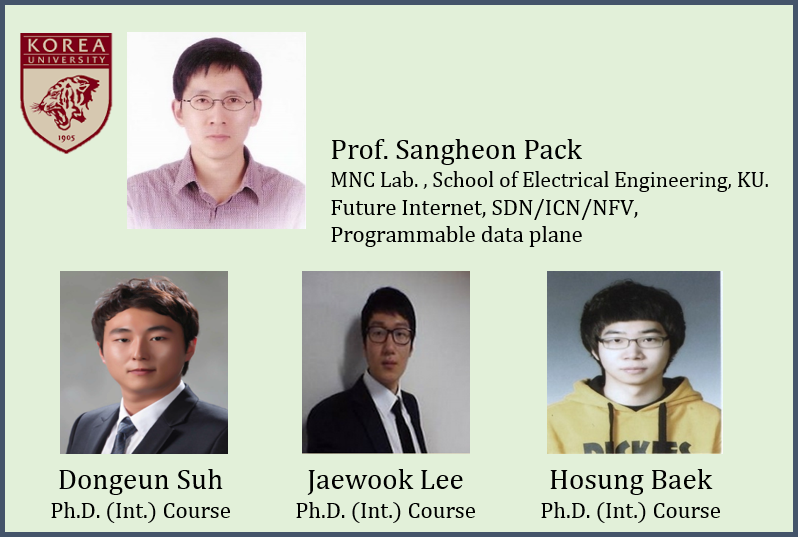 KOREA
UNIVERSITY
1905
Prof. Sangheon Pack
MNC Lab. , School of Electrical Engineering, KU.
Future Internet, SDN/ICN/NFV,
Programmable data plane
DICKIES
Dongeun Suh
Ph.D. (Int.) Course
Jaewook Lee
Ph.D. (Int.) Course
Hosung Baek
Ph.D. (Int.) Course